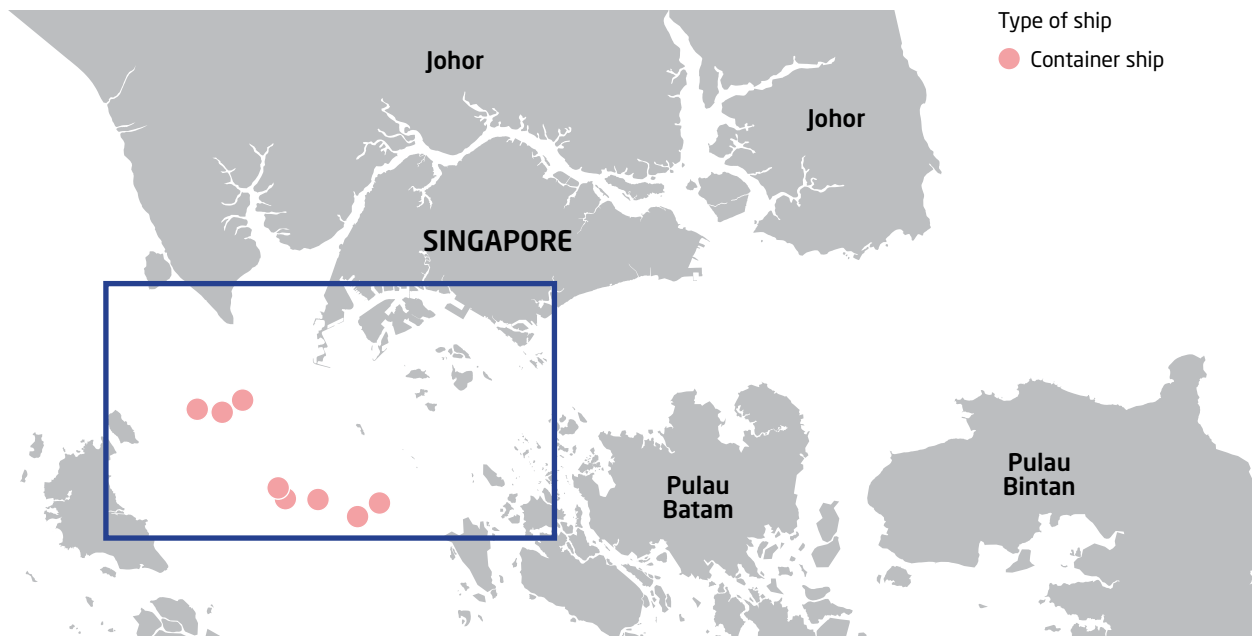 Type of ship
Container ship
Johor
Johor
SINGAPORE
Pulau
Batam
Pulau
Bintan